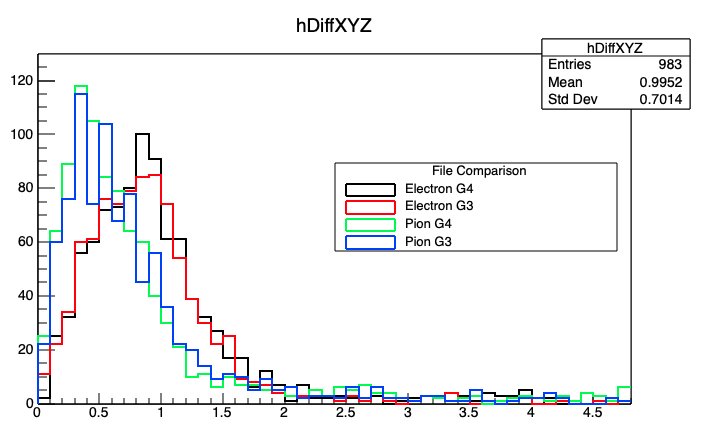 hDiffXYZ
hDiffXYZ
Entries 983
Mean 0.9952
Std Dev 0.7014
File Comparison
Electron G4
Electron G3
Pion G4
Pion G3
120
100
80
60
40
20
0
0 0.5 1 1.5 2 2.5 3 3.5 4 4.5